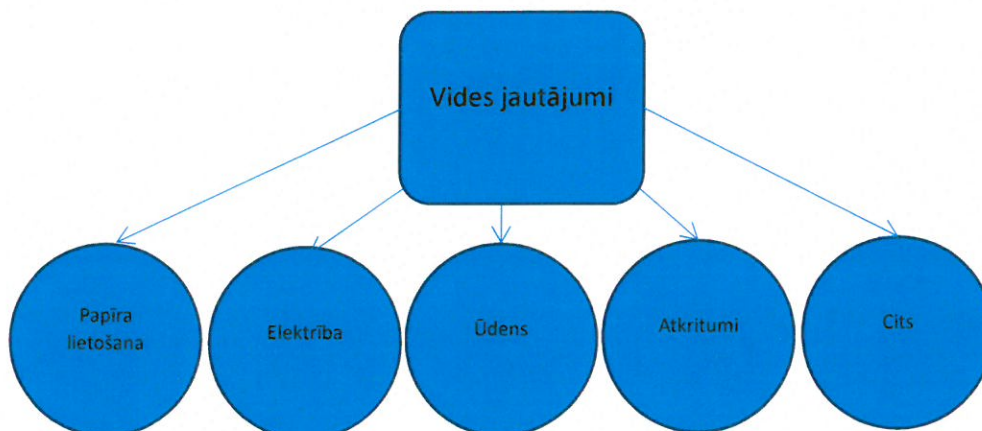 Vides jautājumi
Papīra
lietošana
Elektrība
Ūdens
Atkritumi
Cits